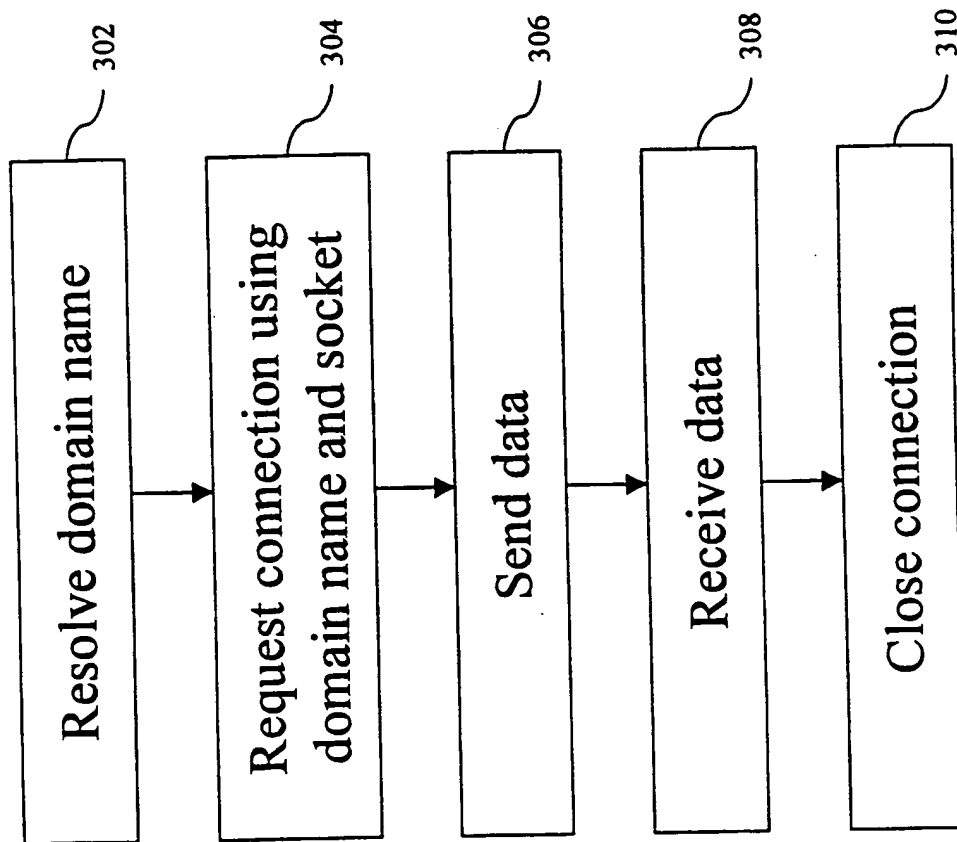 Resolve domain name
302
Request connection using
domain name and socket
304
Send data
306
Receive data
308
Close connection
310